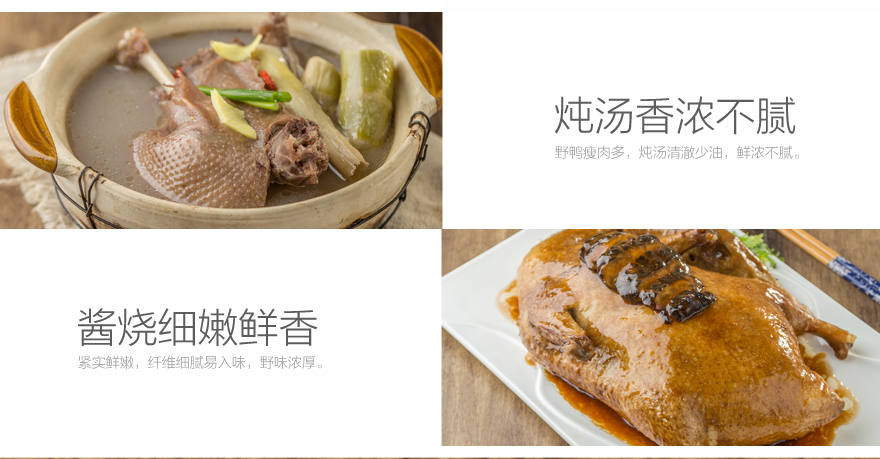 炖汤香浓不腻
野鸭瘦肉多，炖汤清澈少油，鲜浓不腻。
酱烧细嫩鲜香
紧实鲜嫩，纤维细腻易入味，野味浓厚。